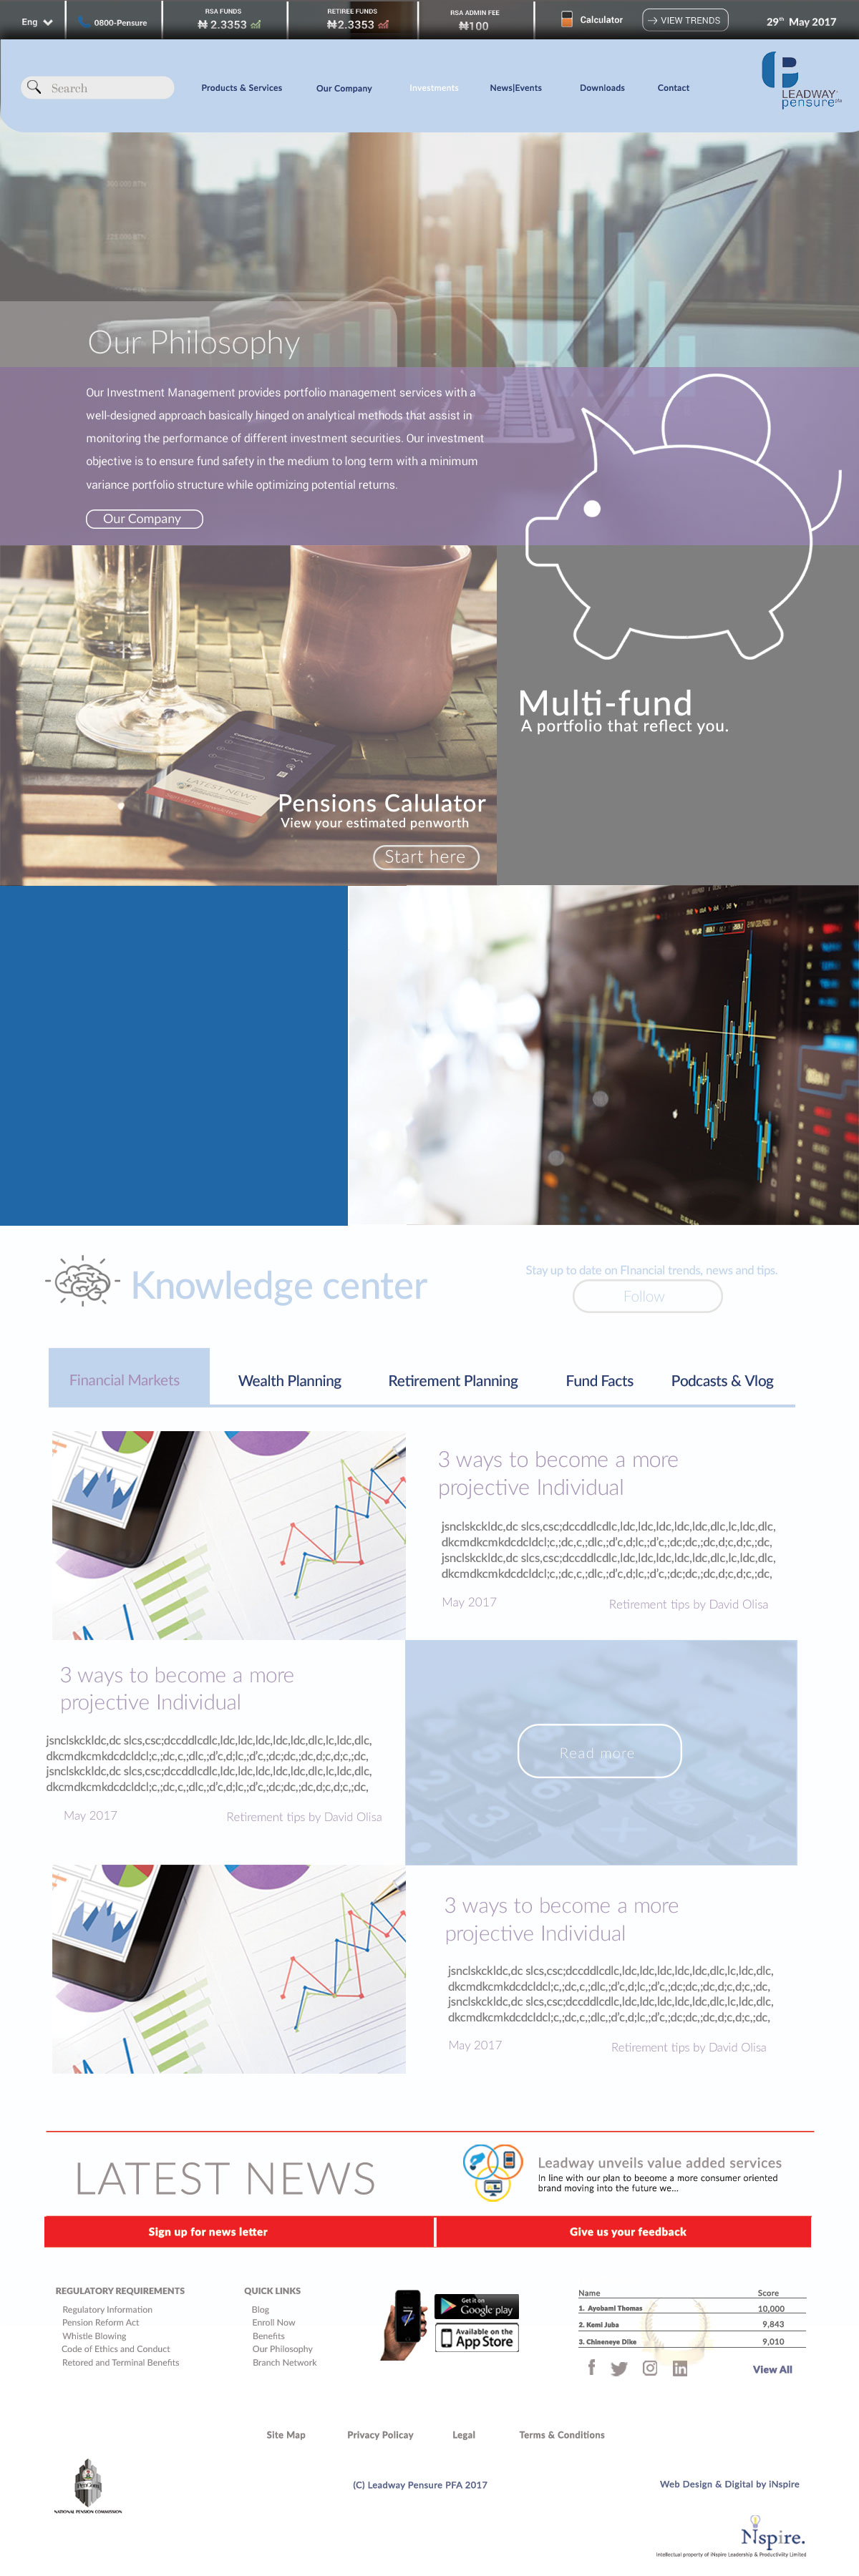 Eng
0800-Pensure
RSA FUNDS
₦ 2.3353
RETIREE FUNDS
₦2.3353
RSA ADMIN FEE
₦100
Calculator
VIEW TRENDS
29th May 2017
Search
Products & Services
Our Company
Investments
News|Events
Downloads
Contact
LEADWAY
pensure pfa
Our Philosophy
Our Investment Management provides portfolio management services with a
well-designed approach basically hinged on analytical methods that assist in
monitoring the performance of different investment securities. Our investment
objective is to ensure fund safety in the medium to long term with a minimum
variance portfolio structure while optimizing potential returns.
Our Company
Multi-fund
A portfolio that reflect you.
LATEST NEWS
Pensions Calulator
View your estimated penworth
Start here
Knowledge center
Stay up to date on FInancial trends, news and tips.
Follow
Financial Markets
Wealth Planning
Retirement Planning
Fund Facts
Podcasts & Vlog
3 ways to become a more
projective Individual
jsnclskckldc,dc slcs,csc;dccddlcdlc,ldc,ldc,ldc,ldc,ldc,dlc,lc,ldc,dlc,
dkcmdkcmkdcdcldcl;c,;dc,c,;dlc,;d'c,d;lc,;d'c,;dc;dc,;dc,d;c,d;c,;dc,
jsnclskckldc,dc slcs,csc;dccddlcdlc,ldc,ldc,ldc,ldc,ldc,dlc,lc,ldc,dlc,
dkcmdkcmkdcdcldcl;c,;dc,c,;dlc,;d'c,d;lc,;d'c,;dc;dc,;dc,d;c,d;c,;dc,
May 2017
Retirement tips by David Olisa
3 ways to become a more
projective Individual
jsnclskckldc,dc slcs,csc;dccddlcdlc,ldc,ldc,ldc,ldc,ldc,dlc,lc,ldc,dlc,
dkcmdkcmkdcdcldcl;c,;dc,c,;dlc,;d'c,d;lc,;d'c,;dc;dc,;dc,d;c,d;c,;dc,
jsnclskckldc,dc slcs,csc;dccddlcdlc,ldc,ldc,ldc,ldc,ldc,dlc,lc,ldc,dlc,
dkcmdkcmkdcdcldcl;c,;dc,c,;dlc,;d'c,d;lc,;d'c,;dc;dc,;dc,d;c,d;c,;dc,
May 2017
Retirement tips by David Olisa
Read more
3 ways to become a more
projective Individual
jsnclskckldc,dc slcs,csc;dccddlcdlc,ldc,ldc,ldc,ldc,ldc,dlc,lc,ldc,dlc,
dkcmdkcmkdcdcldcl;c,;dc,c,;dlc,;d'c,d;lc,;d'c,;dc;dc,;dc,d;c,d;c,;dc,
jsnclskckldc,dc slcs,csc;dccddlcdlc,ldc,ldc,ldc,ldc,ldc,dlc,lc,ldc,dlc,
dkcmdkcmkdcdcldcl;c,;dc,c,;dlc,;d'c,d;lc,;d'c,;dc;dc,;dc,d;c,d;c,;dc,
May 2017
Retirement tips by David Olisa
LATEST NEWS
Leadway unveils value added services
In line with our plan to beeome a more consumer oriented
brand moving into the future we...
Sign up for news letter
Give us your feedback
REGULATORY REQUIREMENTS
Regulatory Information
Pension Reform Act
Whistle Blowing
Code of Ethics and Conduct
Retored and Terminal Benefits
QUICK LINKS
Blog
Enroll Now
Benefits
Our Philosophy
Branch Network
7
Get it on
Google play
Available on the
App Store
Name Score
1. Ayobami Thomas 10,000
2. Kemi Juba 9,843
3. Chineneye Dike 9,010
View All
Site Map
Privacy Policay
Legal
Terms & Conditions
NATIONAL PENSION COMMISSION
(C) Leadway Pensure PFA 2017
Web Design & Digital by iNspire
Nspire.
Intellectual property of iNspire Leadership & Productivity Limited